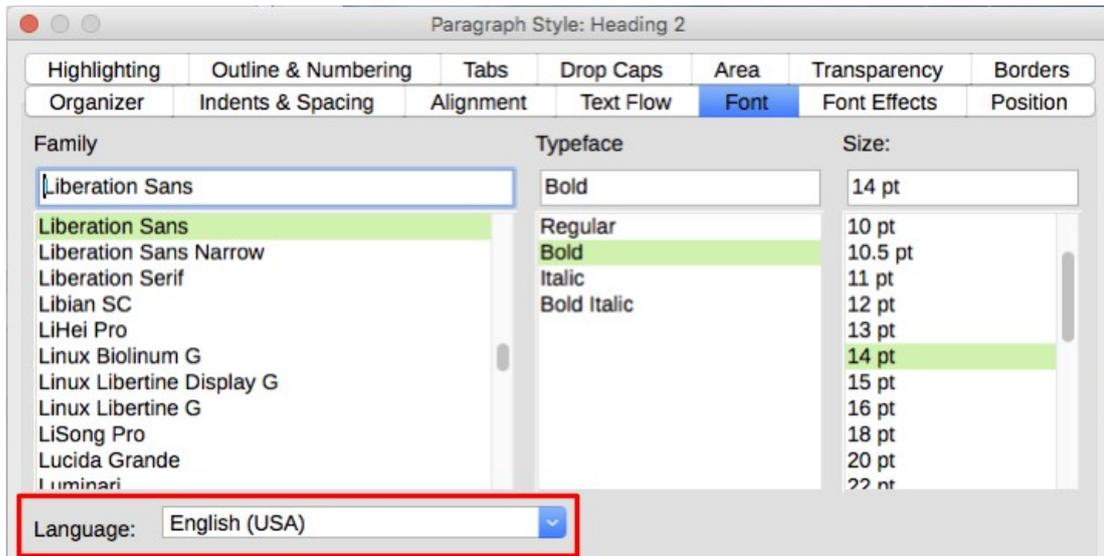 Paragraph Style: Heading 2
Highlighting Outline & Numbering Tabs Drop Caps Area Transparency Borders
Organizer Indents & Spacing Alignment Text Flow Font Font Effects Position
Family Typeface Size:
Liberation Sans Bold 14 pt
Liberation Sans Regular 10 pt
Liberation Sans Narrow Bold 10.5 pt
Liberation Serif Italic 11 pt
Libian SC Bold Italic 12 pt
LiHei Pro 13 pt
Linux Biolinum G 14 pt
Linux Libertine Display G 15 pt
Linux Libertine G 16 pt
LiSong Pro 18 pt
Lucida Grande 20 pt
Luminari 22 pt
Language: English (USA)